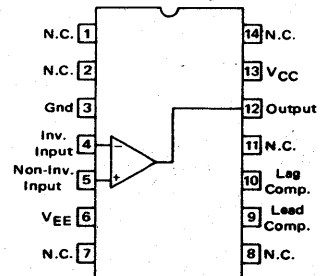 N.C. 1
N.C. 2
Gnd 3
Inv. Input 4
Non-Inv. Input 5
VEE 6
N.C. 7
14 N.C.
13 VCC
12 Output
11 N.C.
10 Lag Comp.
9 Lead Comp.
8 N.C.
- 
+